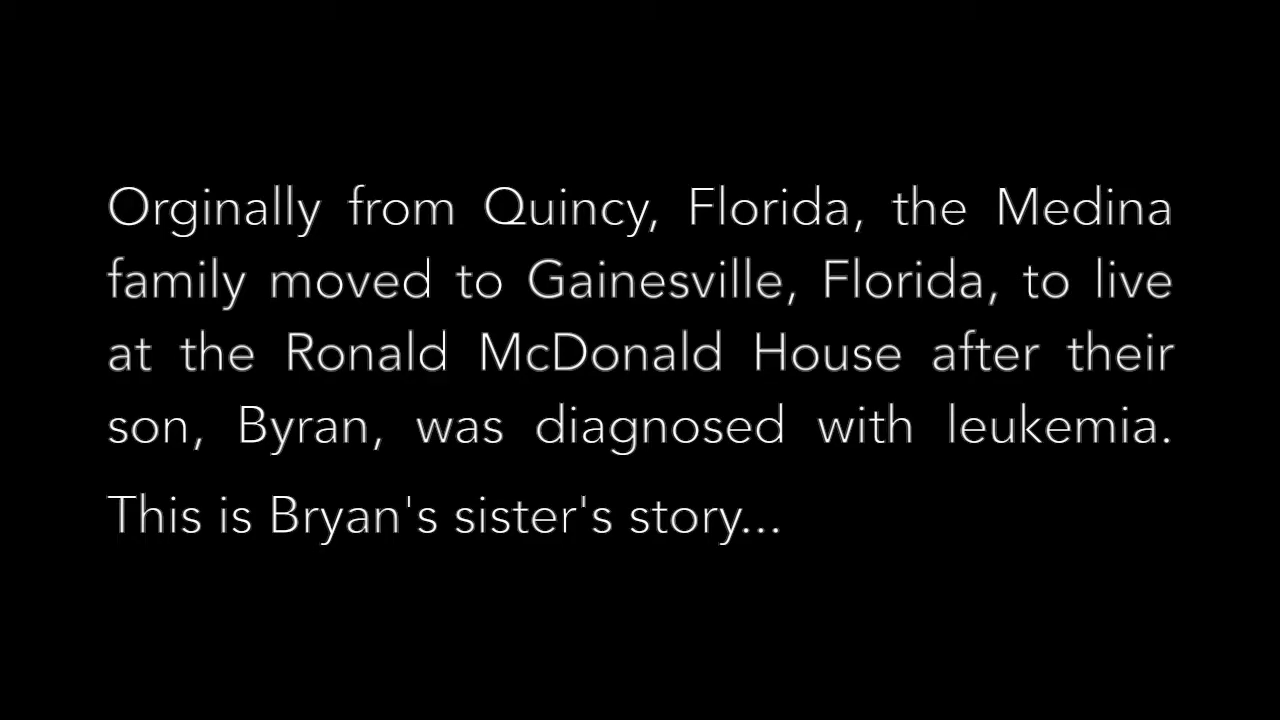 Orginally from Quincy, Florida, the Medina
family moved to Gainesville, Florida, to live
at the Ronald McDonald House after their
son, Byran, was diagnosed with leukemia.
This is Bryan's sister's story...